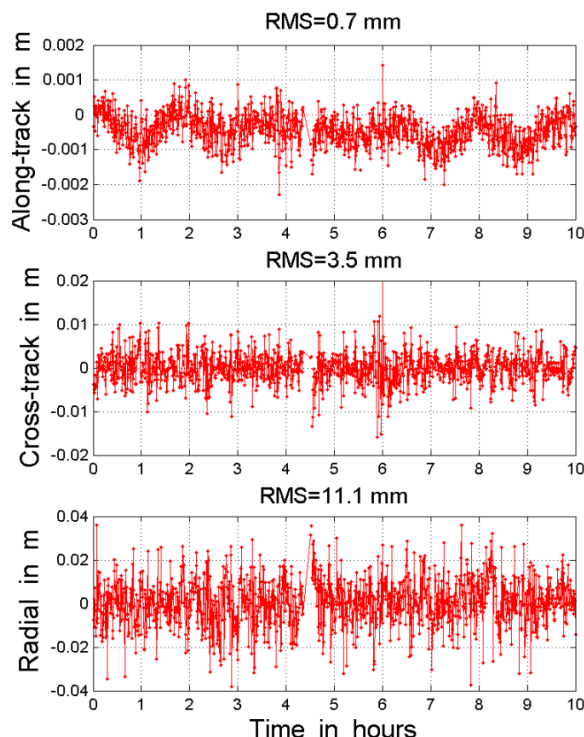 RMS=0.7 mm
Along-track in m
0.002
0.001
0
-0.001
-0.002
-0.003
0 1 2 3 4 5 6 7 8 9 10
RMS=3.5 mm
Cross-track in m
0.02
0.01
0
-0.01
-0.02
0 1 2 3 4 5 6 7 8 9 10
RMS=11.1 mm
Radial in m
0.04
0.02
0
-0.02
-0.04
0 1 2 3 4 5 6 7 8 9 10
Time in hours